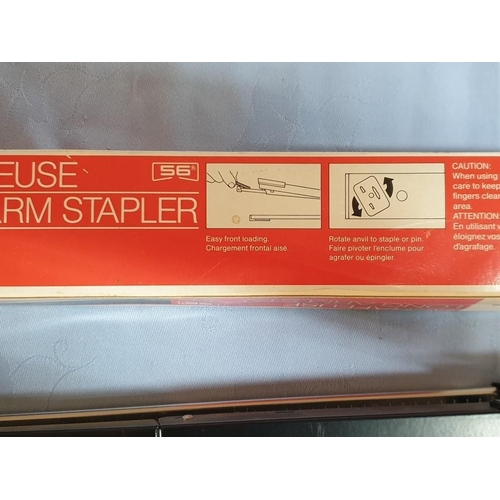 EUSÈ
ARM STAPLER
56
Easy front loading.
Chargement frontal aisé.
Rotate anvil to staple or pin.
Faire pivoter l'enclume pour
agrafer ou épingler.
CAUTION:
When using
care to keep
fingers clear
area.
ATTENTION:
En utilisant
éloignez vos
d'agrafage.